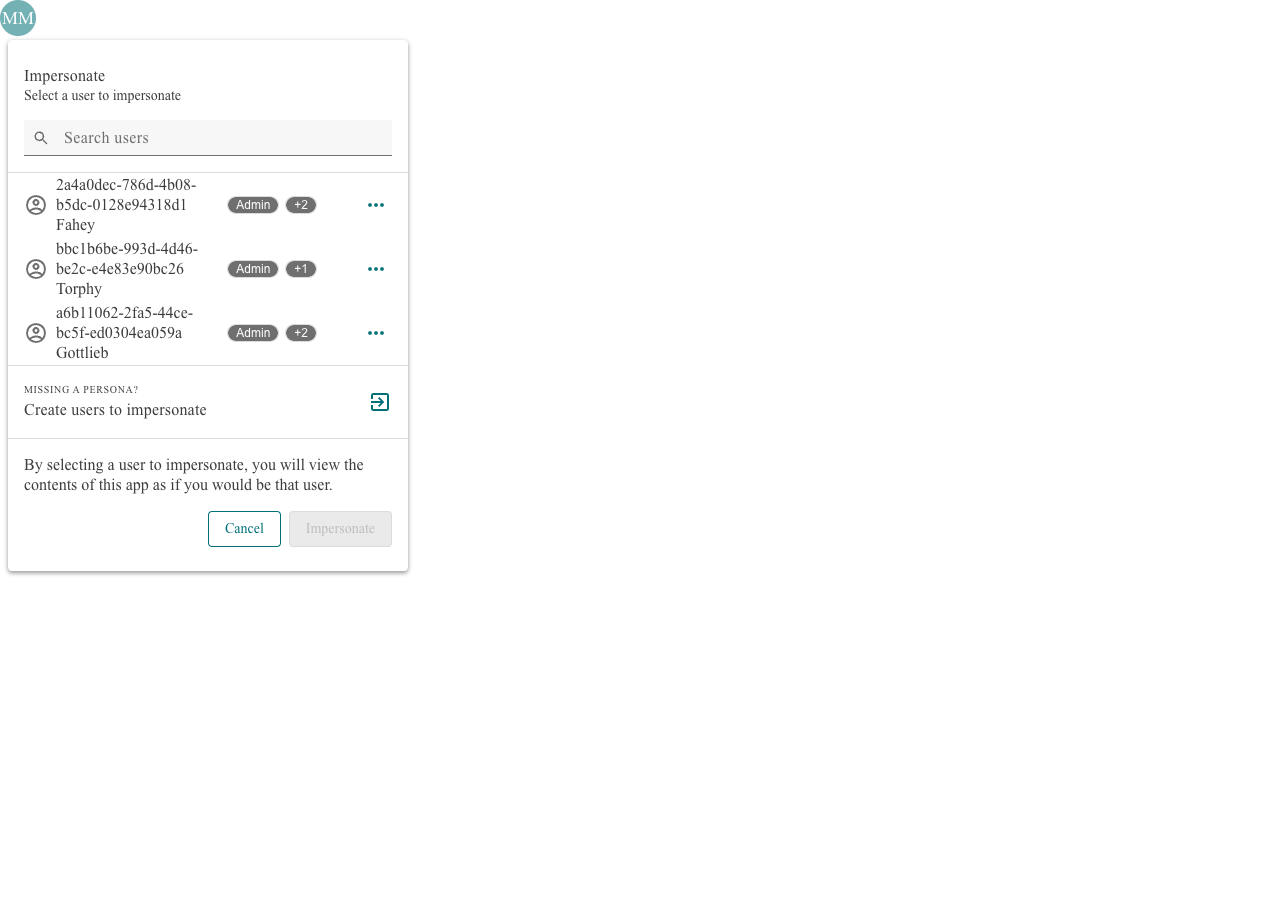 MM
Impersonate
Select a user to impersonate
Search users
2a4a0dec-786d-4b08-
b5dc-0128e94318d1
Fahey
Admin +2
bbc1b6be-993d-4d46-
be2c-e4e83e90bc26
Torphy
Admin +1
a6b11062-2fa5-44ce-
bc5f-ed0304ea059a
Gottlieb
Admin +2
MISSING A PERSONA?
Create users to impersonate
By selecting a user to impersonate, you will view the
contents of this app as if you would be that user.
Cancel Impersonate